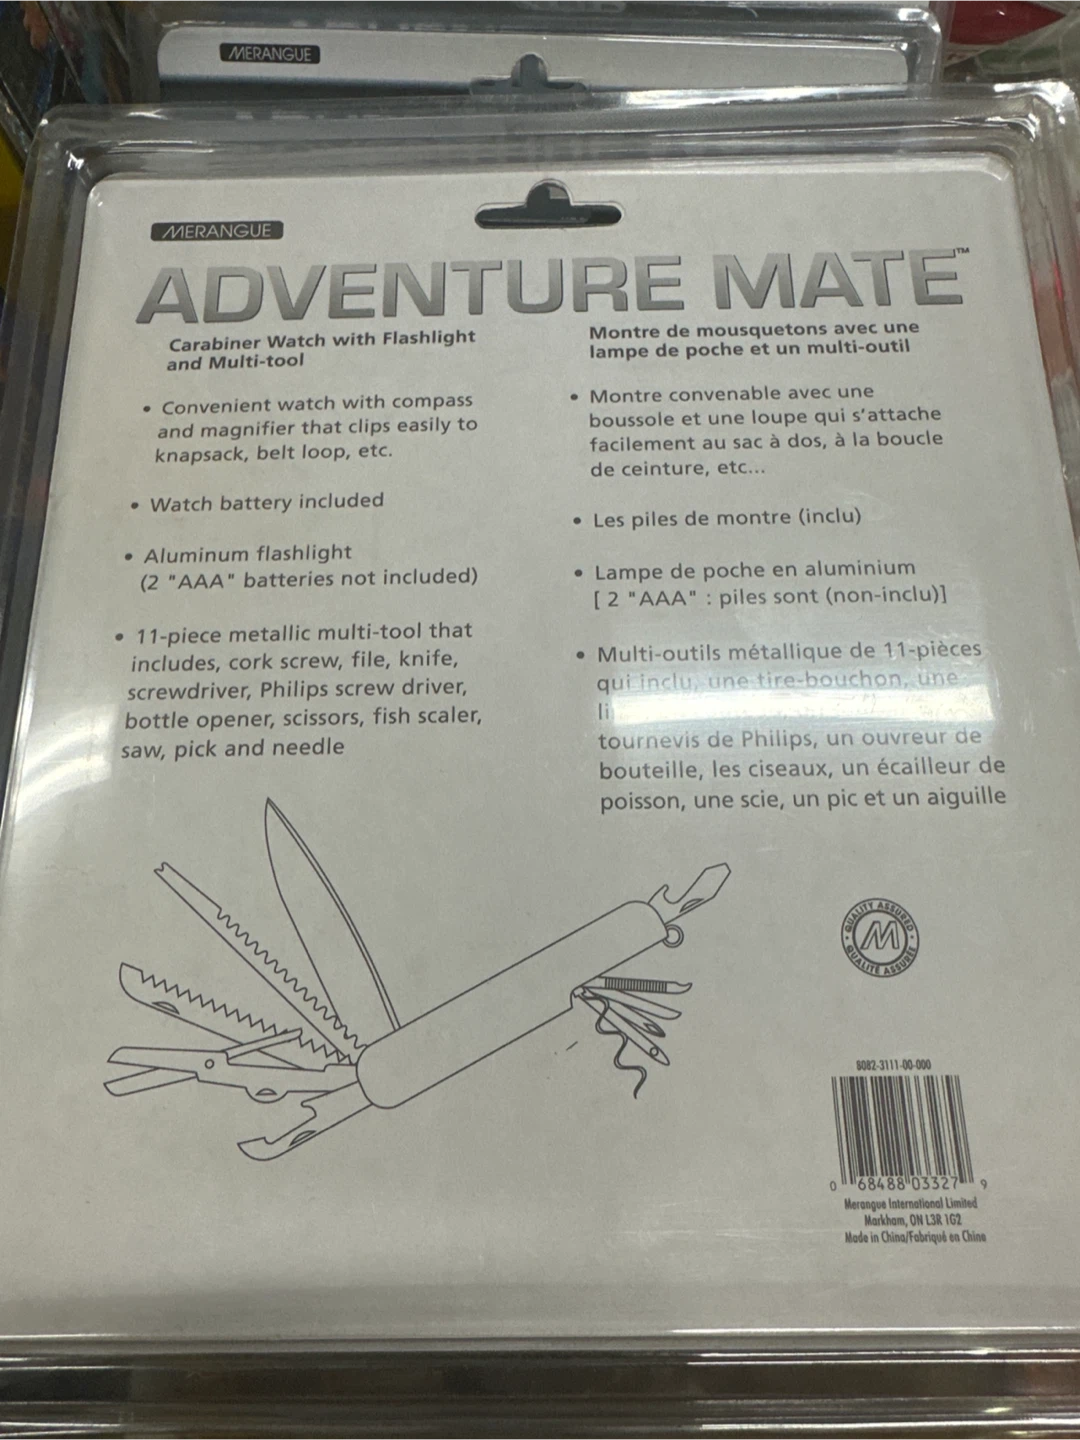 MERANGUE
MERANGUE
ADVENTURE MATE™
Carabiner Watch with Flashlight
and Multi-tool
• Convenient watch with compass
and magnifier that clips easily to
knapsack, belt loop, etc.
• Watch battery included
• Aluminum flashlight
(2 "AAA" batteries not included)
• 11-piece metallic multi-tool that
includes, cork screw, file, knife,
screwdriver, Philips screw driver,
bottle opener, scissors, fish scaler,
saw, pick and needle
Montre de mousquetons avec une
lampe de poche et un multi-outil
• Montre convenable avec une
boussole et une loupe qui s'attache
facilement au sac à dos, à la boucle
de ceinture, etc...
• Les piles de montre (inclu)
• Lampe de poche en aluminium
[ 2 "AAA" : piles sont (non-inclu)]
• Multi-outils métallique de 11-pièces
qui inclu, une tire-bouchon, une
tournevis de Philips, un ouvreur de
bouteille, les ciseaux, un écailleur de
poisson, une scie, un pic et un aiguille
QUALITY ASSURED
M
QUALITÉ ASSURÉE
8082-3111-00-000
0 68488 03327 9
Merangue International Limited
Markham, ON L3R 1G2
Made in China/Fabriqué en Chine